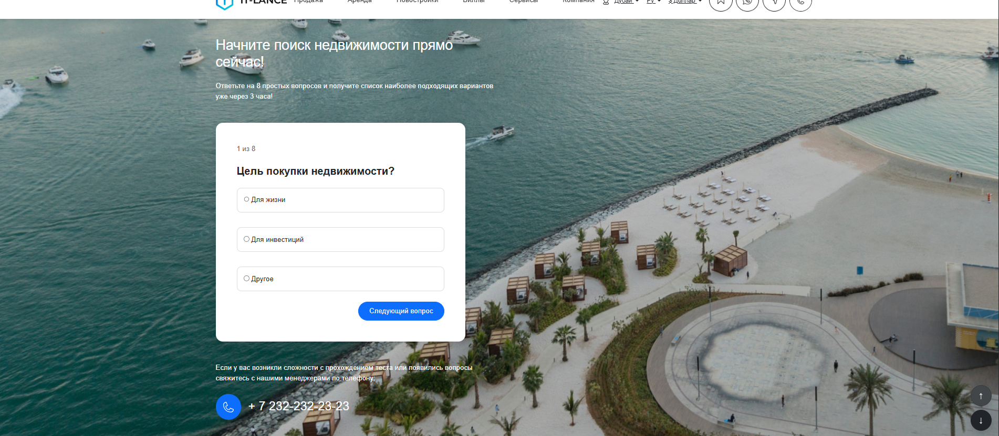 IT-LANCE Продажа Аренда Новостройки Виллы Сервисы Компания Дубай Ру $ Доллар
Начните поиск недвижимости прямо
сейчас!
Ответьте на 8 простых вопросов и получите список наиболее подходящих вариантов
уже через 3 часа!
1 из 8
Цель покупки недвижимости?
Для жизни
Для инвестиций
Другое
Следующий вопрос
Если у вас возникли сложности с прохождением теста или появились вопросы
свяжитесь с нашими менеджерами по телефону:
+ 7 232-232-23-23